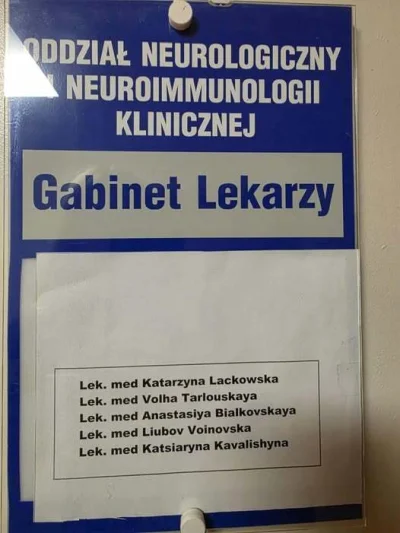 ODDZIAŁ NEUROLOGICZNY
I NEUROIMMUNOLOGII
KLINICZNEJ
Gabinet Lekarzy
Lek. med Katarzyna Lackowska
Lek. med Volha Tarlouskaya
Lek. med Anastasiya Bialkovskaya
Lek. med Liubov Voinovska
Lek. med Katsiaryna Kavalishyna